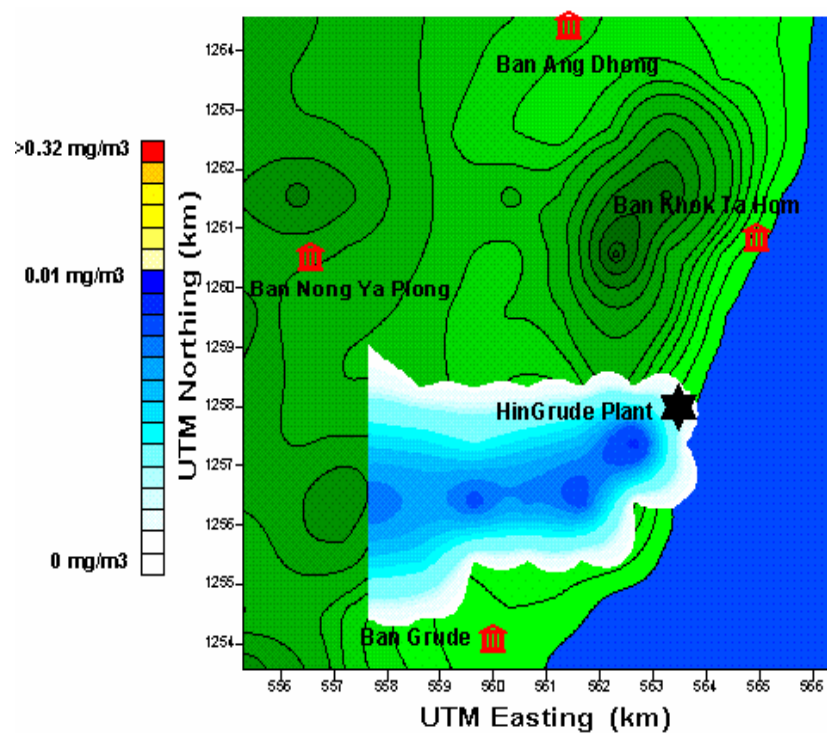 >0.32 mg/m3
0.01 mg/m3
0 mg/m3
UTM Northing (km)
1264
1263
1262
1261
1260
1259
1258
1257
1256
1255
1254
Ban Ang Dhong
Ban Khok Ta Hom
Ban Nong Ya Plong
HinGrude Plant
Ban Grude
556 557 558 559 560 561 562 563 564 565 566
UTM Easting (km)